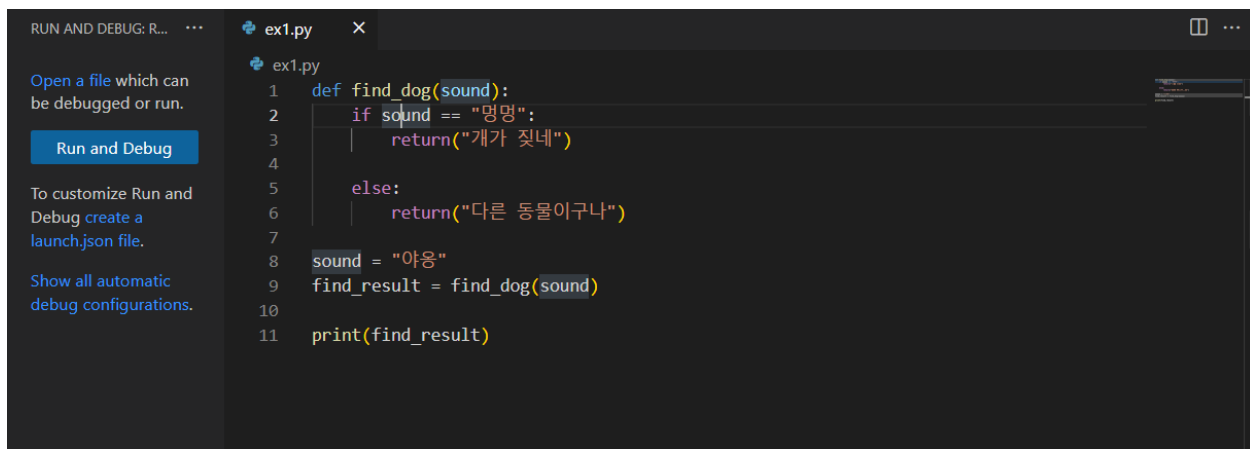 RUN AND DEBUG: R... ···
ex1.py
ex1.py
Open a file which can
be debugged or run.
Run and Debug
To customize Run and
Debug create a
launch.json file.
Show all automatic
debug configurations.
1 def find_dog(sound):
2     if sound == "멍멍":
3         return("개가 짖네")
4
5     else:
6         return("다른 동물이구나")
7
8 sound = "야옹"
9 find_result = find_dog(sound)
10
11 print(find_result)